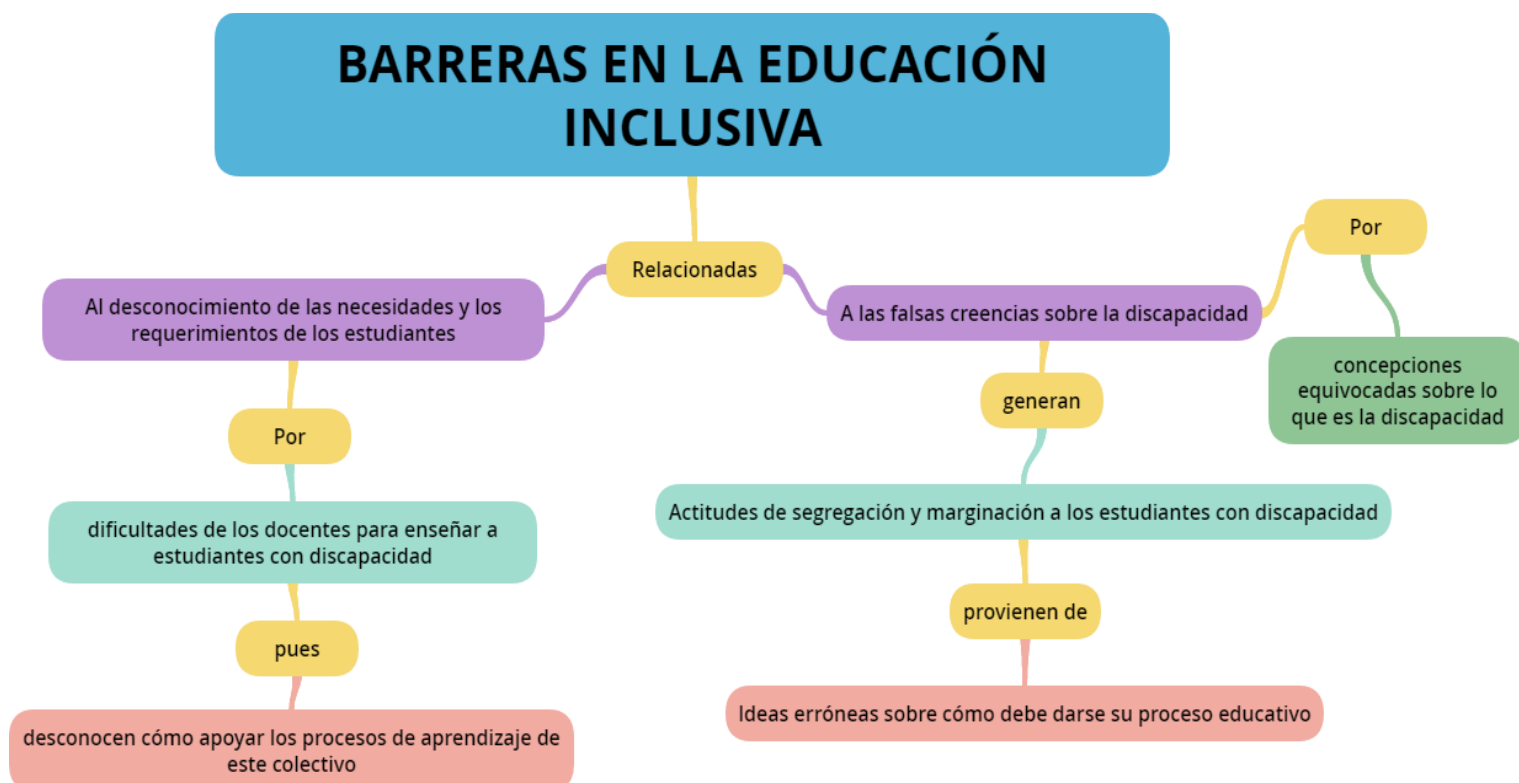 BARRERAS EN LA EDUCACIÓN
INCLUSIVA
Relacionadas
Al desconocimiento de las necesidades y los
requerimientos de los estudiantes
Por
dificultades de los docentes para enseñar a
estudiantes con discapacidad
pues
desconocen cómo apoyar los procesos de aprendizaje de
este colectivo
A las falsas creencias sobre la discapacidad
generan
Actitudes de segregación y marginación a los estudiantes con discapacidad
provienen de
Ideas erróneas sobre cómo debe darse su proceso educativo
Por
concepciones
equivocadas sobre lo
que es la discapacidad